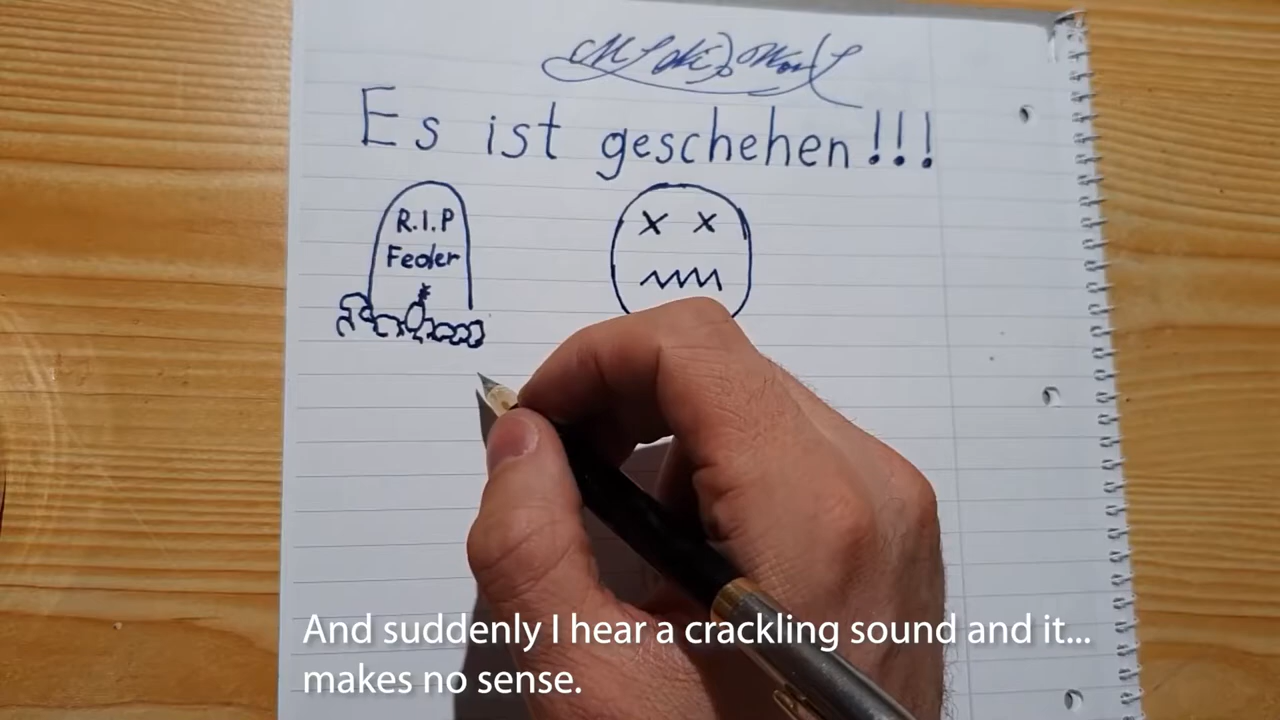 Es ist geschehen!!!
R.I.P
Feder
And suddenly I hear a crackling sound and it...
makes no sense.